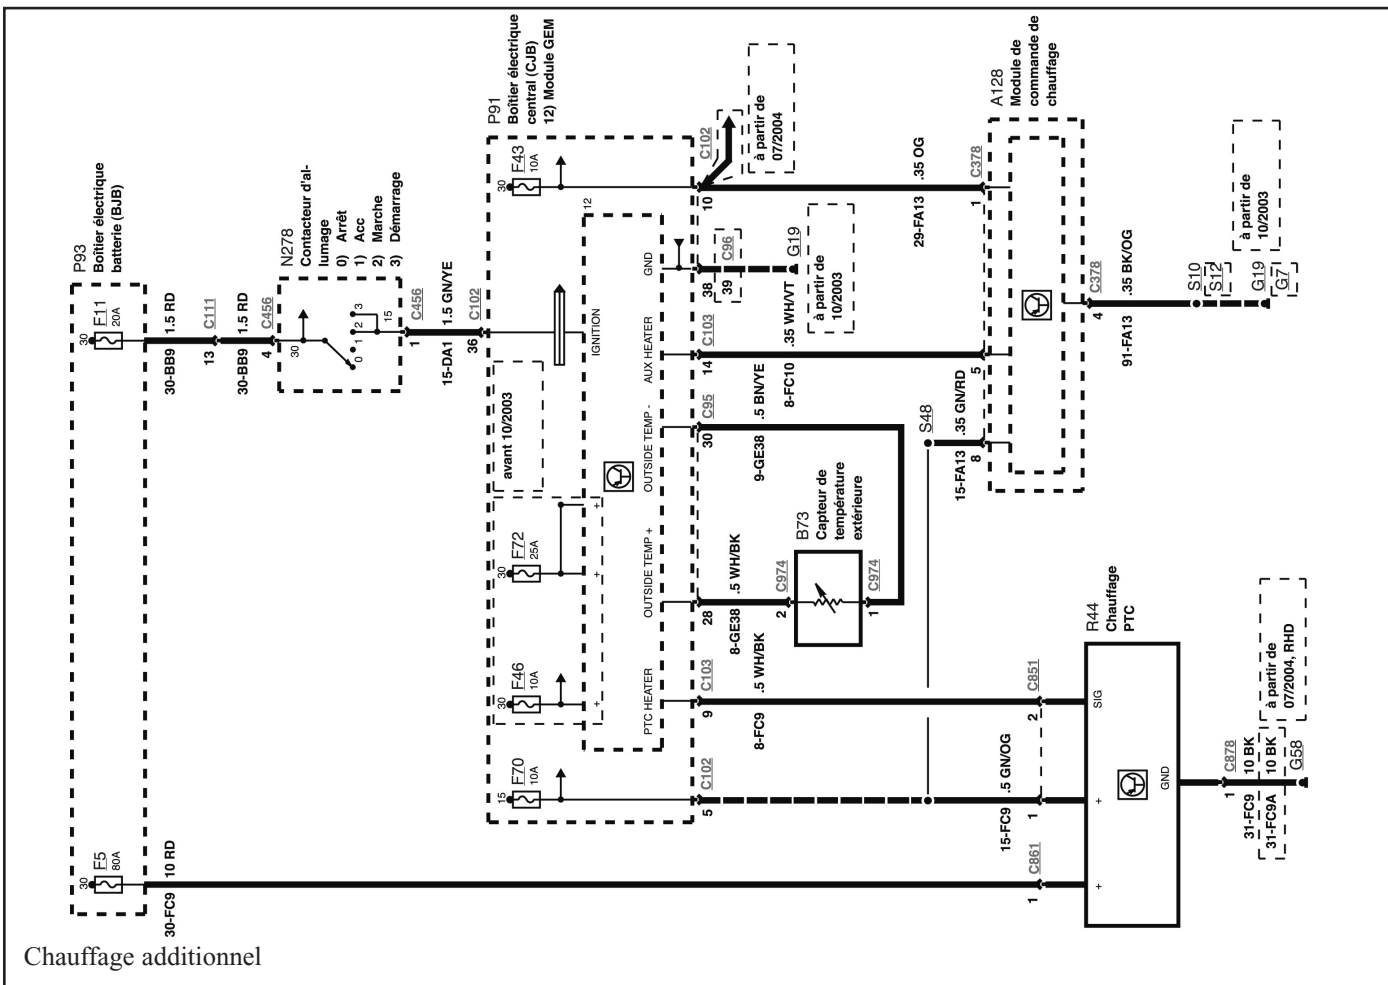 P93
Boîtier électrique
batterie (BJB)
30
F11
20A
30-BB9
1.5 RD
13
C111
30-BB9
1.5 RD
4
C456
N278
Contacteur d'al-
lumage
0) Arrêt
1) Acc
2) Marche
3) Démarrage
30
0
1
2
3
15
1
C456
15-DA1
1.5 GN/YE
36
C102
P91
Boîtier électrique
central (CJB)
12) Module GEM
30
F43
10A
12
IGNITION
avant 10/2003
30
F72
25A
30
F46
10A
15
F70
10A
+
+
+
GND
AUX HEATER
OUTSIDE TEMP -
OUTSIDE TEMP +
PTC HEATER
10
C102
à partir de
07/2004
29-FA13
.35 OG
1
C378
38
39
C96
.35 WH/VT
G19
à partir de
10/2003
14
C103
8-FC10
5
30
C95
9-GE38
.5 BN/YE
28
8-GE38
.5 WH/BK
2
C974
B73
Capteur de
température
extérieure
1
C974
S48
15-FA13
.35 GN/RD
8
A128
Module de
commande de
chauffage
4
C378
91-FA13
.35 BK/OG
S10
S12
G19
G7
à partir de
10/2003
9
C103
8-FC9
.5 WH/BK
2
C851
5
C102
15-FC9
.5 GN/OG
1
R44
Chauffage
PTC
SIG
+
+
GND
1
C878
31-FC9
10 BK
31-FC9A
10 BK
G58
à partir de
07/2004, RHD
30
F5
80A
30-FC9
10 RD
1
C861
Chauffage additionnel